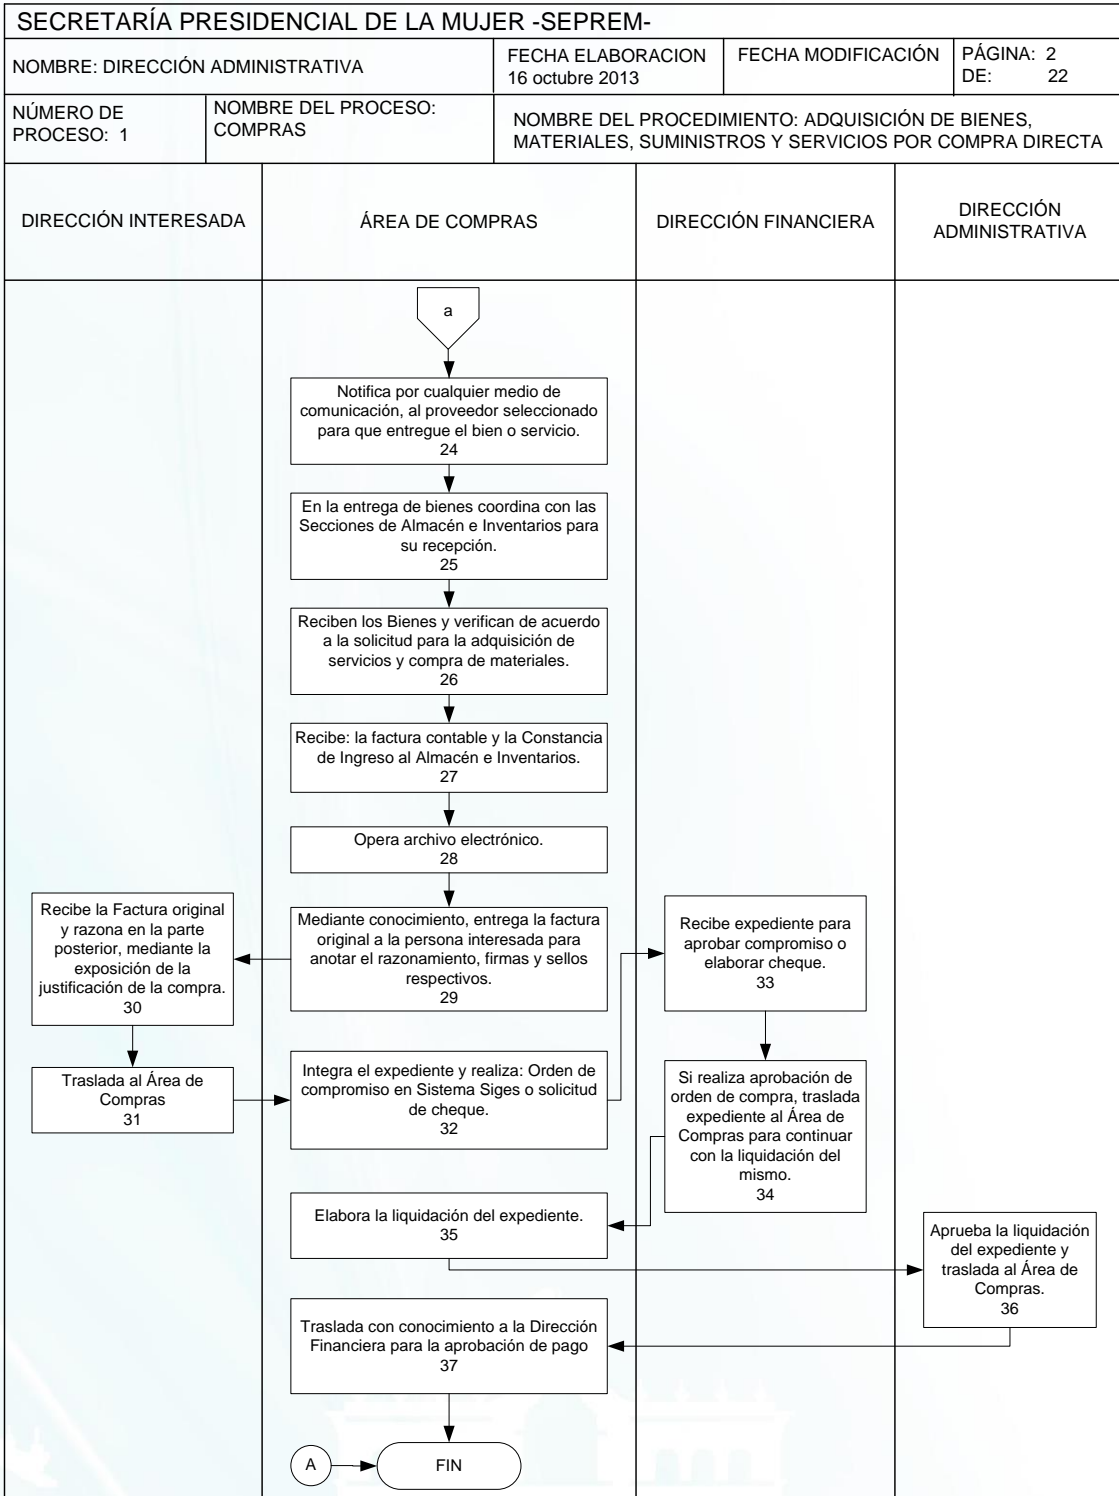 SECRETARÍA PRESIDENCIAL DE LA MUJER -SEPREM-
NOMBRE: DIRECCIÓN ADMINISTRATIVA
FECHA ELABORACION
16 octubre 2013
FECHA MODIFICACIÓN
PÁGINA: 2
DE: 22
NÚMERO DE
PROCESO: 1
NOMBRE DEL PROCESO:
COMPRAS
NOMBRE DEL PROCEDIMIENTO: ADQUISICIÓN DE BIENES,
MATERIALES, SUMINISTROS Y SERVICIOS POR COMPRA DIRECTA
DIRECCIÓN INTERESADA
ÁREA DE COMPRAS
DIRECCIÓN FINANCIERA
DIRECCIÓN
ADMINISTRATIVA
a
Notifica por cualquier medio de
comunicación, al proveedor seleccionado
para que entregue el bien o servicio.
24
En la entrega de bienes coordina con las
Secciones de Almacén e Inventarios para
su recepción.
25
Reciben los Bienes y verifican de acuerdo
a la solicitud para la adquisición de
servicios y compra de materiales.
26
Recibe: la factura contable y la Constancia
de Ingreso al Almacén e Inventarios.
27
Opera archivo electrónico.
28
Mediante conocimiento, entrega la factura
original a la persona interesada para
anotar el razonamiento, firmas y sellos
respectivos.
29
Recibe la Factura original
y razona en la parte
posterior, mediante la
exposición de la
justificación de la compra.
30
Traslada al Área de
Compras
31
Integra el expediente y realiza: Orden de
compromiso en Sistema Siges o solicitud
de cheque.
32
Recibe expediente para
aprobar compromiso o
elaborar cheque.
33
Si realiza aprobación de
orden de compra, traslada
expediente al Área de
Compras para continuar
con la liquidación del
mismo.
34
Elabora la liquidación del expediente.
35
Aprueba la liquidación
del expediente y
traslada al Área de
Compras.
36
Traslada con conocimiento a la Dirección
Financiera para la aprobación de pago
37
A
FIN